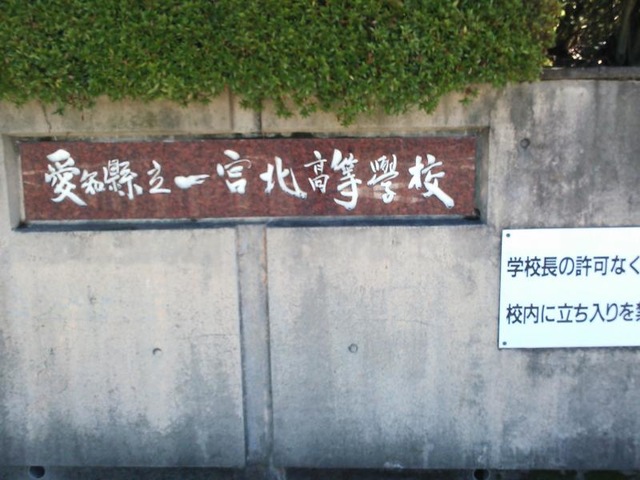 愛知縣立一宮北高等學校
学校長の許可なく
校内に立ち入りを